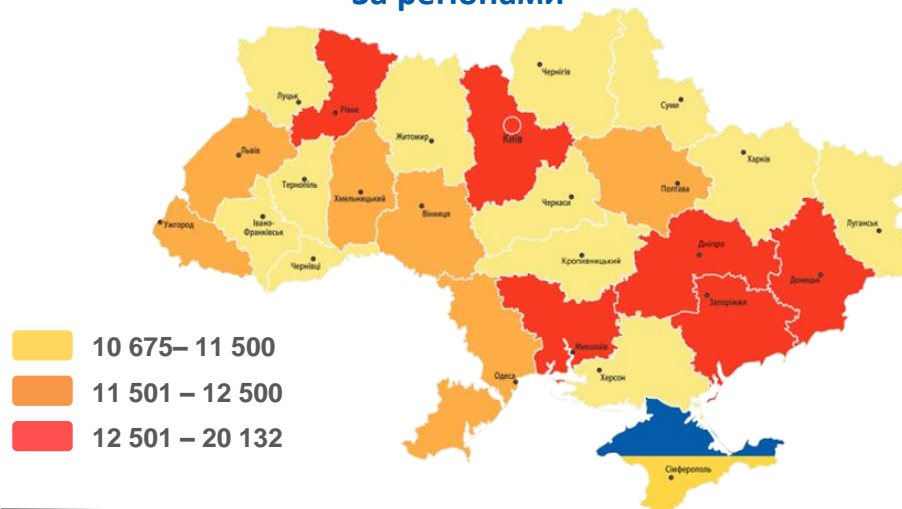 За регіонами
Чернігів
Луцьк
Рівне
Суми
Київ
Житомир
Львів
Харків
Тернопіль
Хмельницький
Полтава
Вінниця
Черкаси
Ужгород
Івано-
Франківськ
Луганськ
Чернівці
Кропивницький
Дніпро
Донецьк
Запоріжжя
10 675– 11 500
Миколаїв
Одеса
Херсон
11 501 – 12 500
12 501 – 20 132
Сімферополь